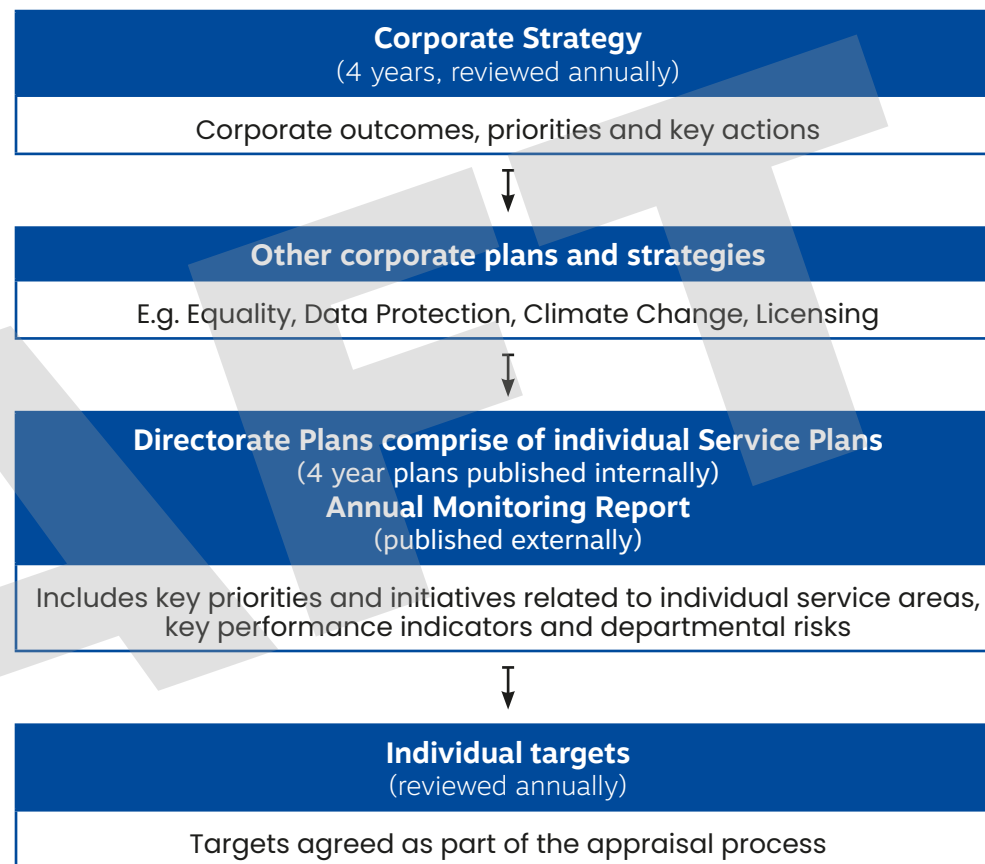 Corporate Strategy
(4 years, reviewed annually)
Corporate outcomes, priorities and key actions
Other corporate plans and strategies
E.g. Equality, Data Protection, Climate Change, Licensing
Directorate Plans comprise of individual Service Plans
(4 year plans published internally)
Annual Monitoring Report
(published externally)
Includes key priorities and initiatives related to individual service areas,
key performance indicators and departmental risks
Individual targets
(reviewed annually)
Targets agreed as part of the appraisal process
AFT